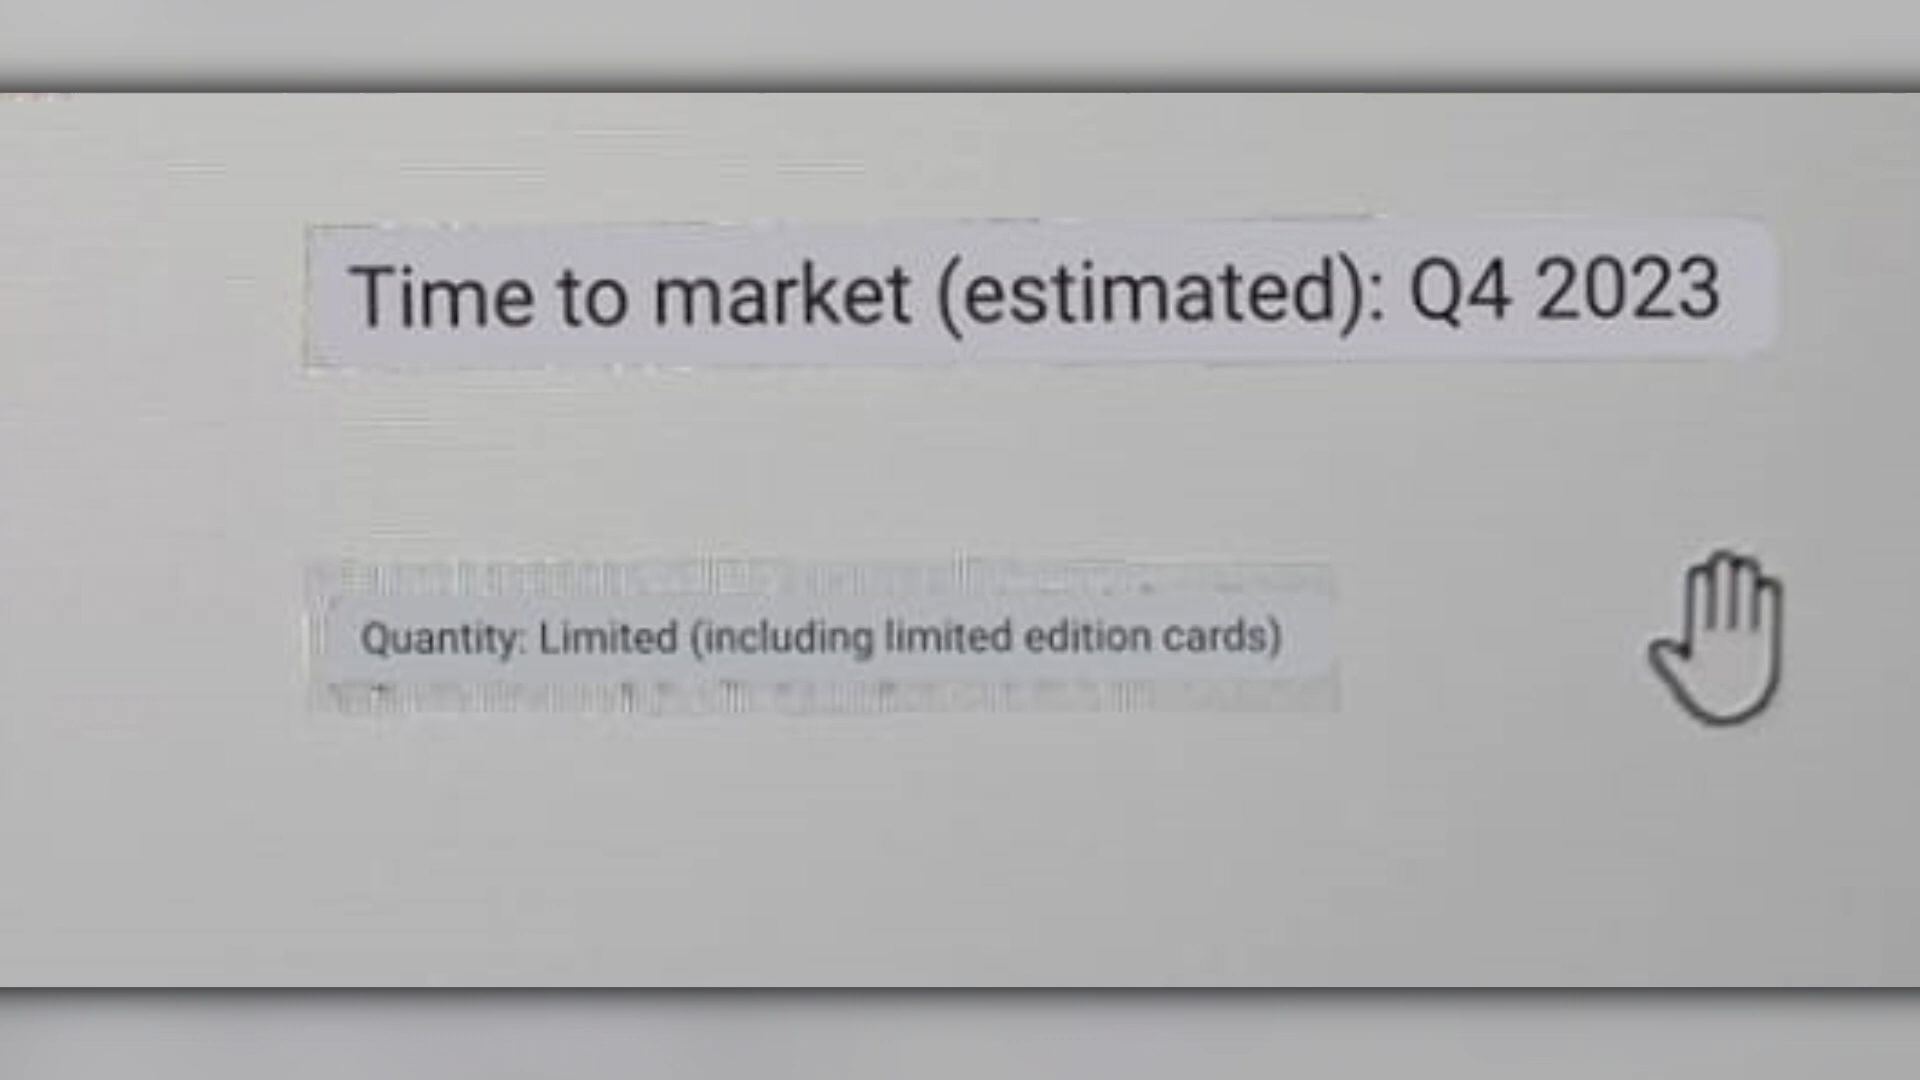 Time to market (estimated): Q4 2023
Quantity: Limited (including limited edition cards)